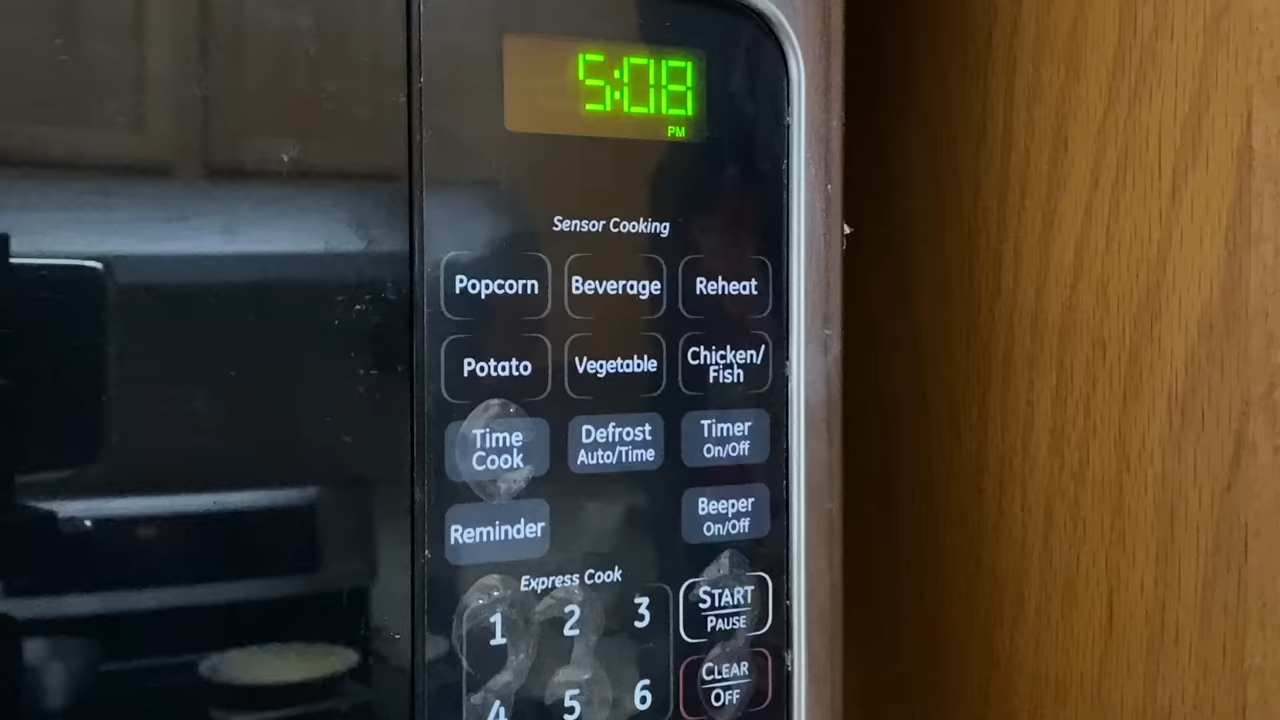 5:08
PM
Sensor Cooking
Popcorn Beverage Reheat
Potato Vegetable Chicken/
Fish
Time Cook
Defrost Auto/Time
Timer On/Off
Reminder
Beeper On/Off
Express Cook
1 2 3
START
PAUSE
4 5 6
CLEAR
OFF